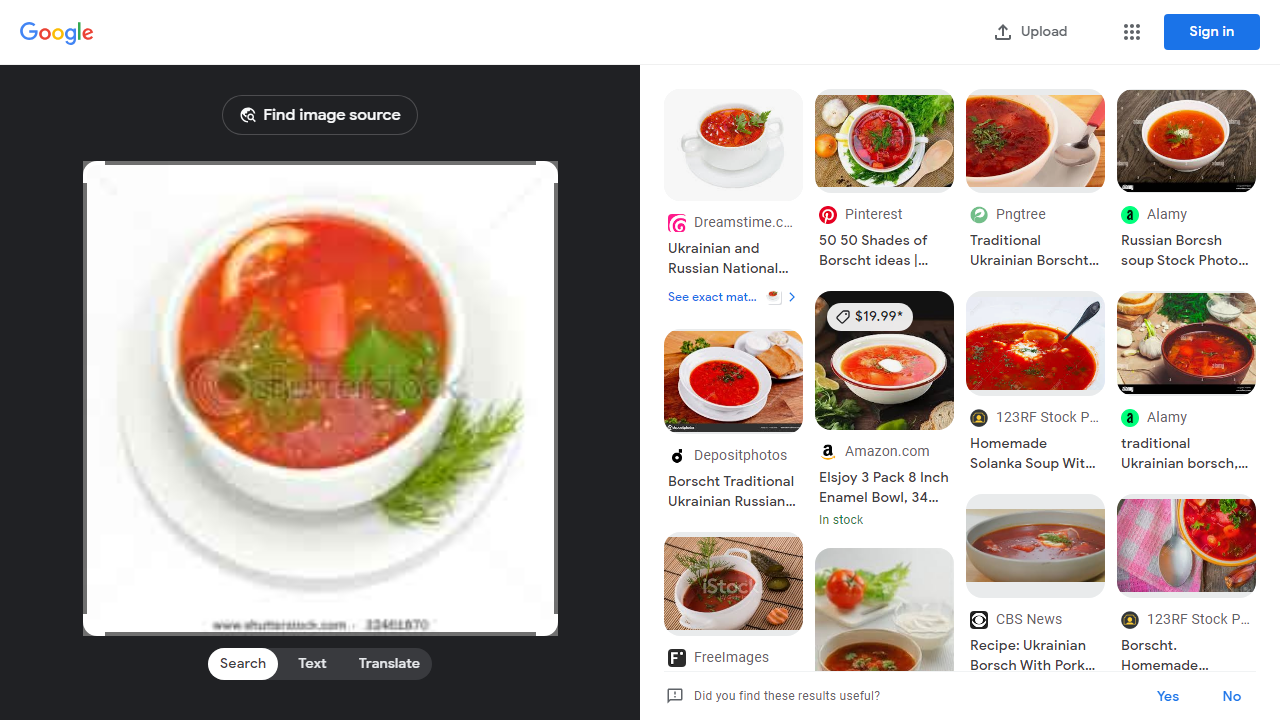 Google
Upload
Sign in
Find image source
shutterstock
www.shutterstock.com · 32461870
Search
Text
Translate
Dreamstime.c...
Ukrainian and
Russian National...
See exact mat...
Pinterest
50 50 Shades of
Borscht ideas |...
Pngtree
Traditional
Ukrainian Borscht...
Alamy
Russian Borcsh
soup Stock Photo...
Depositphotos
Borscht Traditional
Ukrainian Russian...
$19.99*
Amazon.com
Elsjoy 3 Pack 8 Inch
Enamel Bowl, 34...
In stock
123RF Stock P...
Homemade
Solanka Soup Wit...
Alamy
traditional
Ukrainian borsch,...
iStock
FreeImages
CBS News
Recipe: Ukrainian
Borsch With Pork...
123RF Stock P...
Borscht.
Homemade...
Did you find these results useful?
Yes
No